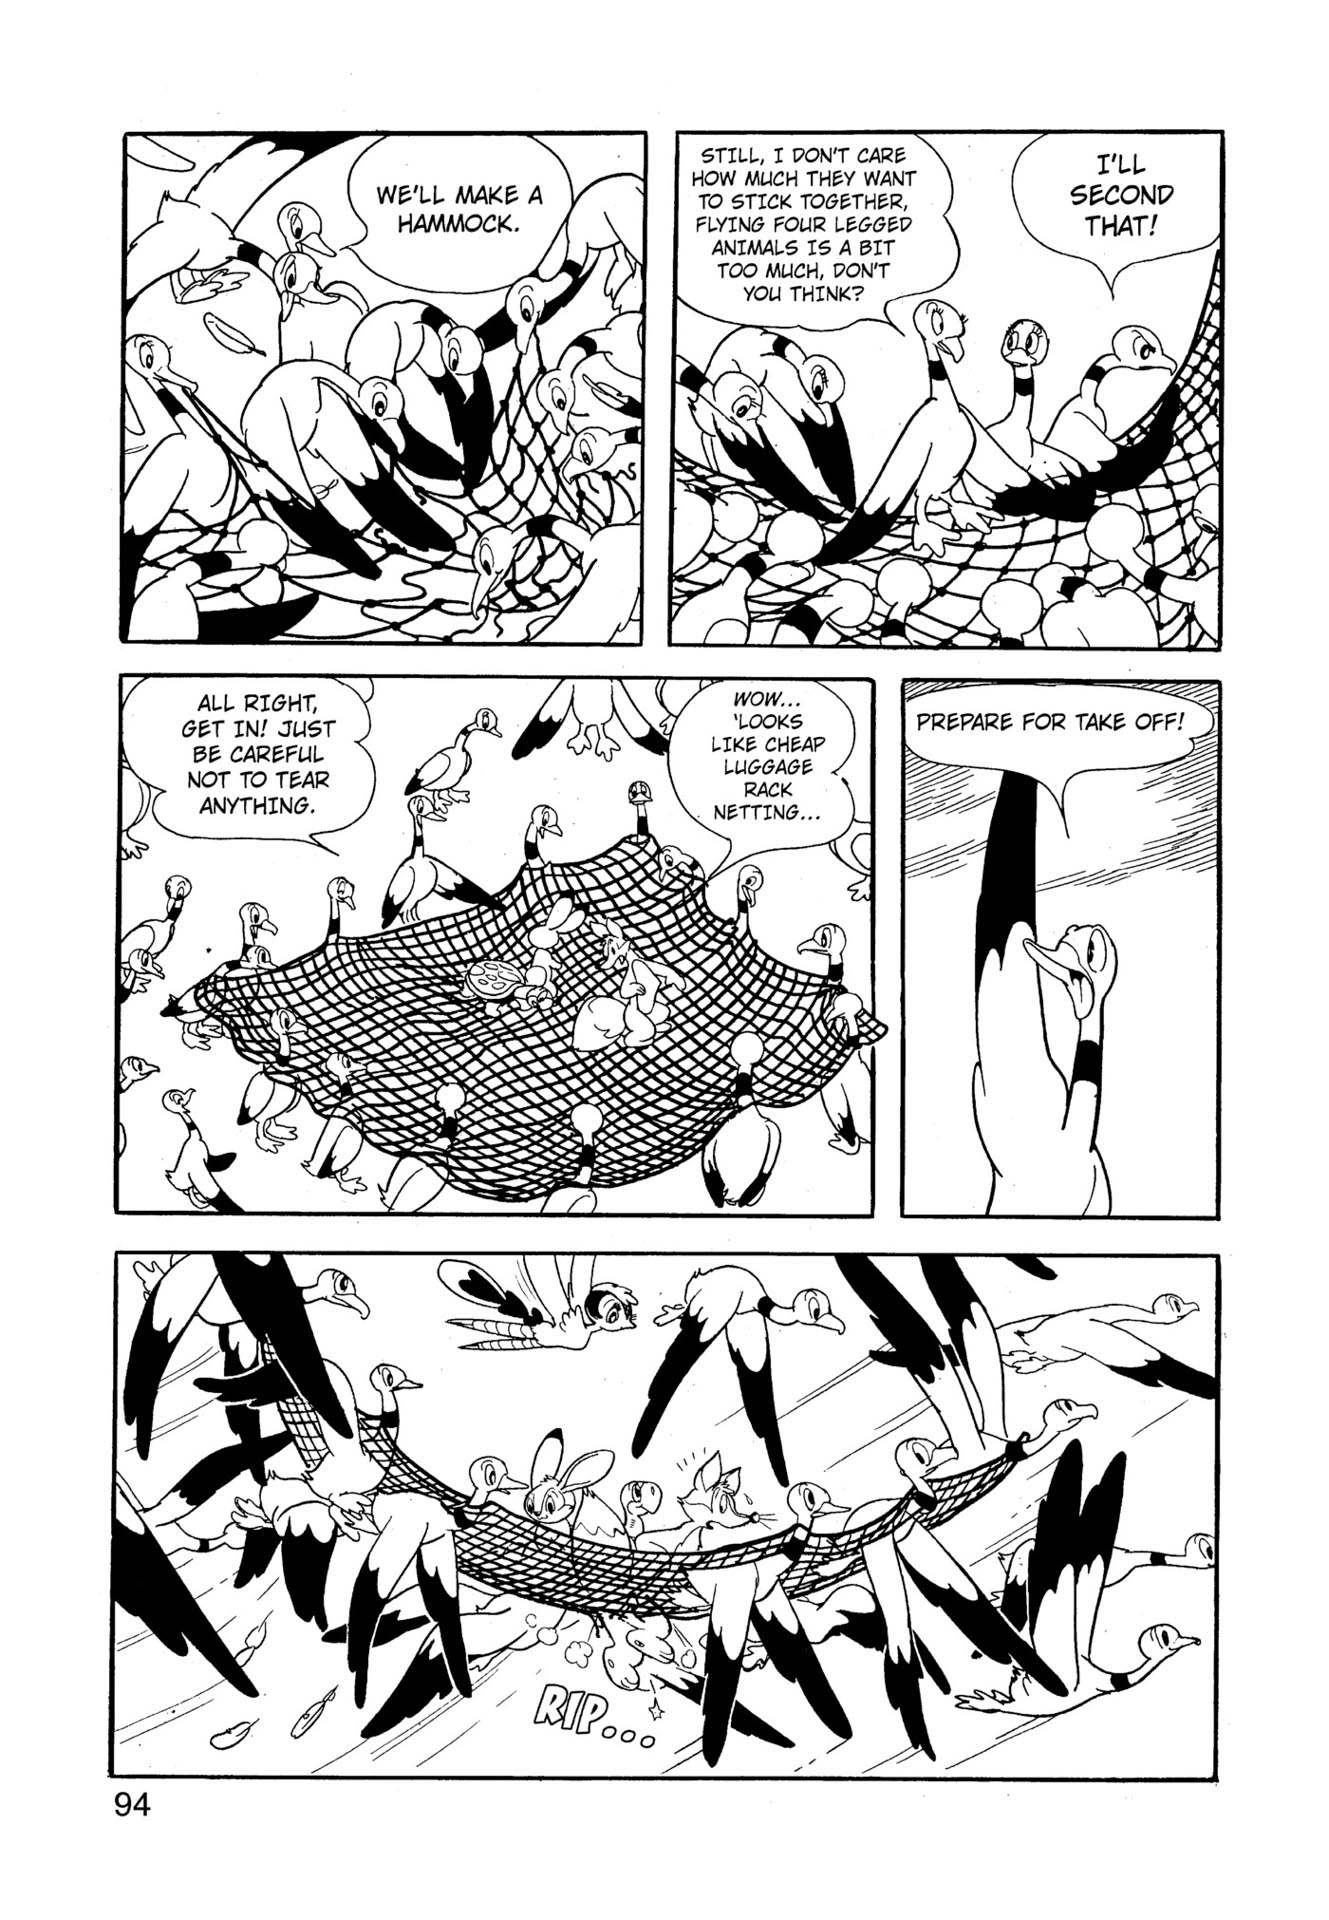 WE'LL MAKE A
HAMMOCK.
STILL, I DON'T CARE
HOW MUCH THEY WANT
TO STICK TOGETHER,
FLYING FOUR LEGGED
ANIMALS IS A BIT
TOO MUCH, DON'T
YOU THINK?
I'LL
SECOND
THAT!
ALL RIGHT,
GET IN! JUST
BE CAREFUL
NOT TO TEAR
ANYTHING.
WOW...
'LOOKS
LIKE CHEAP
LUGGAGE
RACK
NETTING...
PREPARE FOR TAKE OFF!
RIP...
94